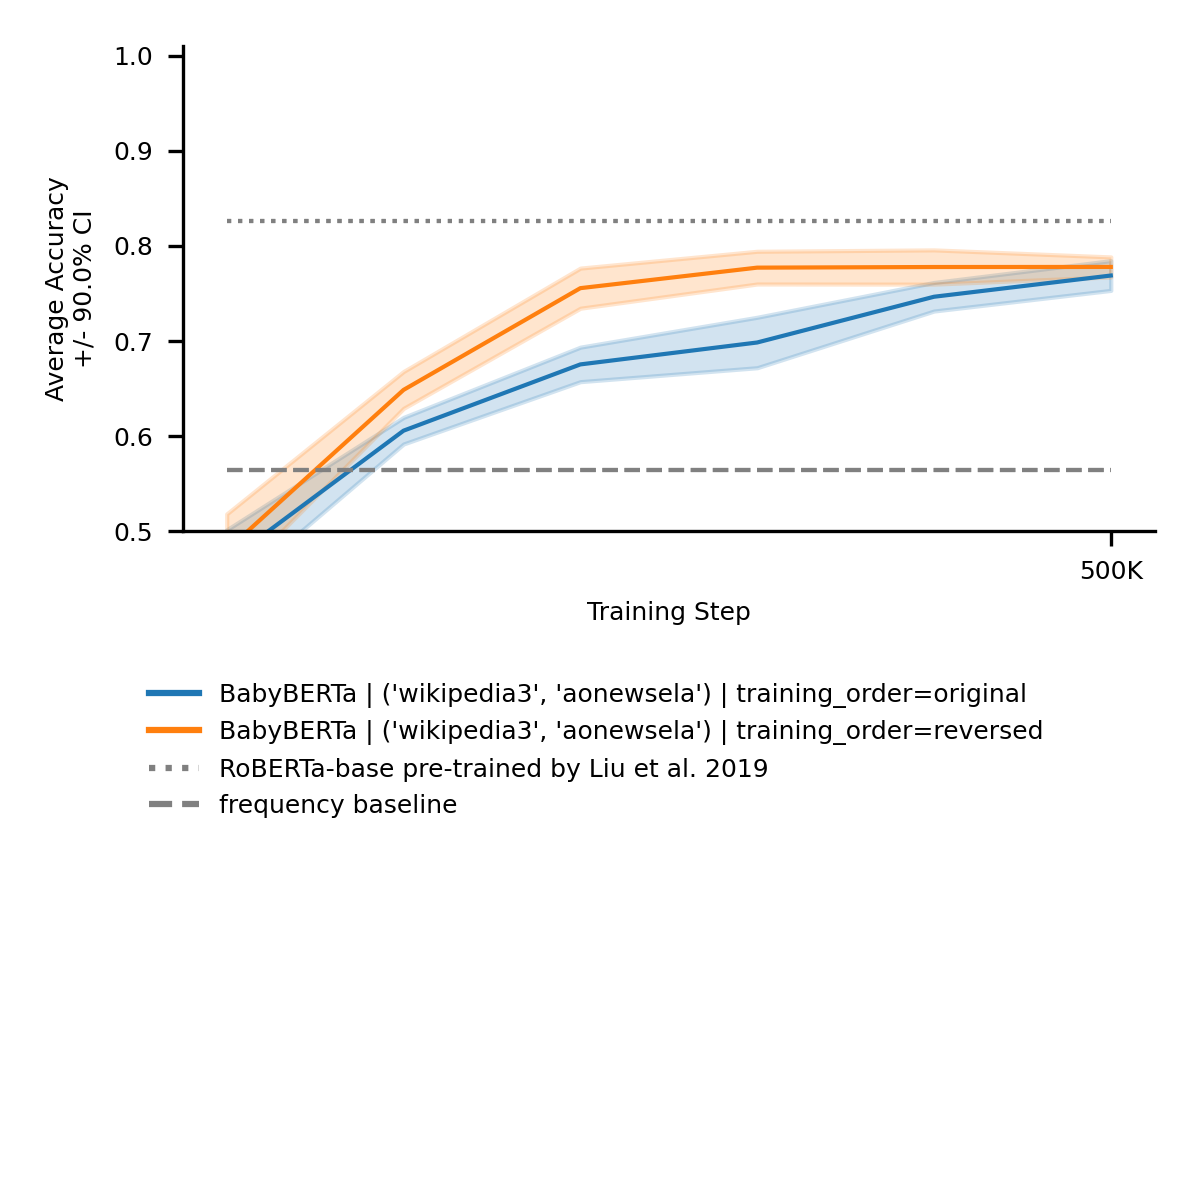 1.0
0.9
0.8
0.7
0.6
0.5
Average Accuracy
+/- 90.0% CI
500K
Training Step
BabyBERTa | ('wikipedia3', 'aonewsela') | training_order=original
BabyBERTa | ('wikipedia3', 'aonewsela') | training_order=reversed
RoBERTa-base pre-trained by Liu et al. 2019
frequency baseline